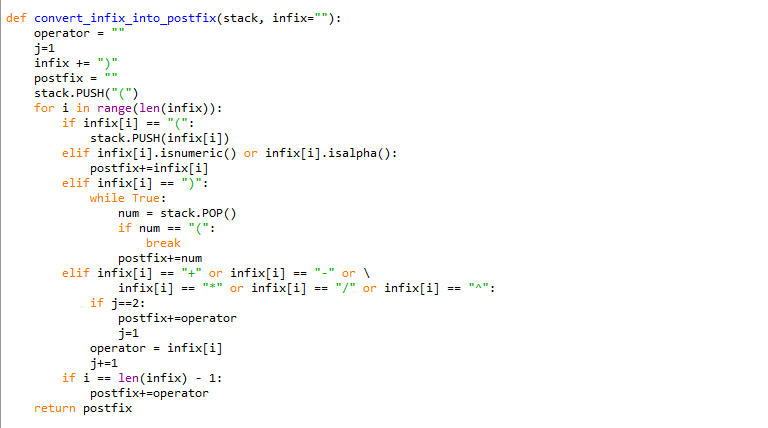 def convert_infix_into_postfix(stack, infix=""):
    operator = ""
    j=1
    infix += ")"
    postfix = ""
    stack.PUSH("(")
    for i in range(len(infix)):
        if infix[i] == "(":
            stack.PUSH(infix[i])
        elif infix[i].isnumeric() or infix[i].isalpha():
            postfix+=infix[i]
        elif infix[i] == ")":
            while True:
                num = stack.POP()
                if num == "(":
                    break
                postfix+=num
        elif infix[i] == "+" or infix[i] == "-" or \
                infix[i] == "*" or infix[i] == "/" or infix[i] == "^":
            if j==2:
                postfix+=operator
                j=1
            operator = infix[i]
            j+=1
        if i == len(infix) - 1:
            postfix+=operator
    return postfix